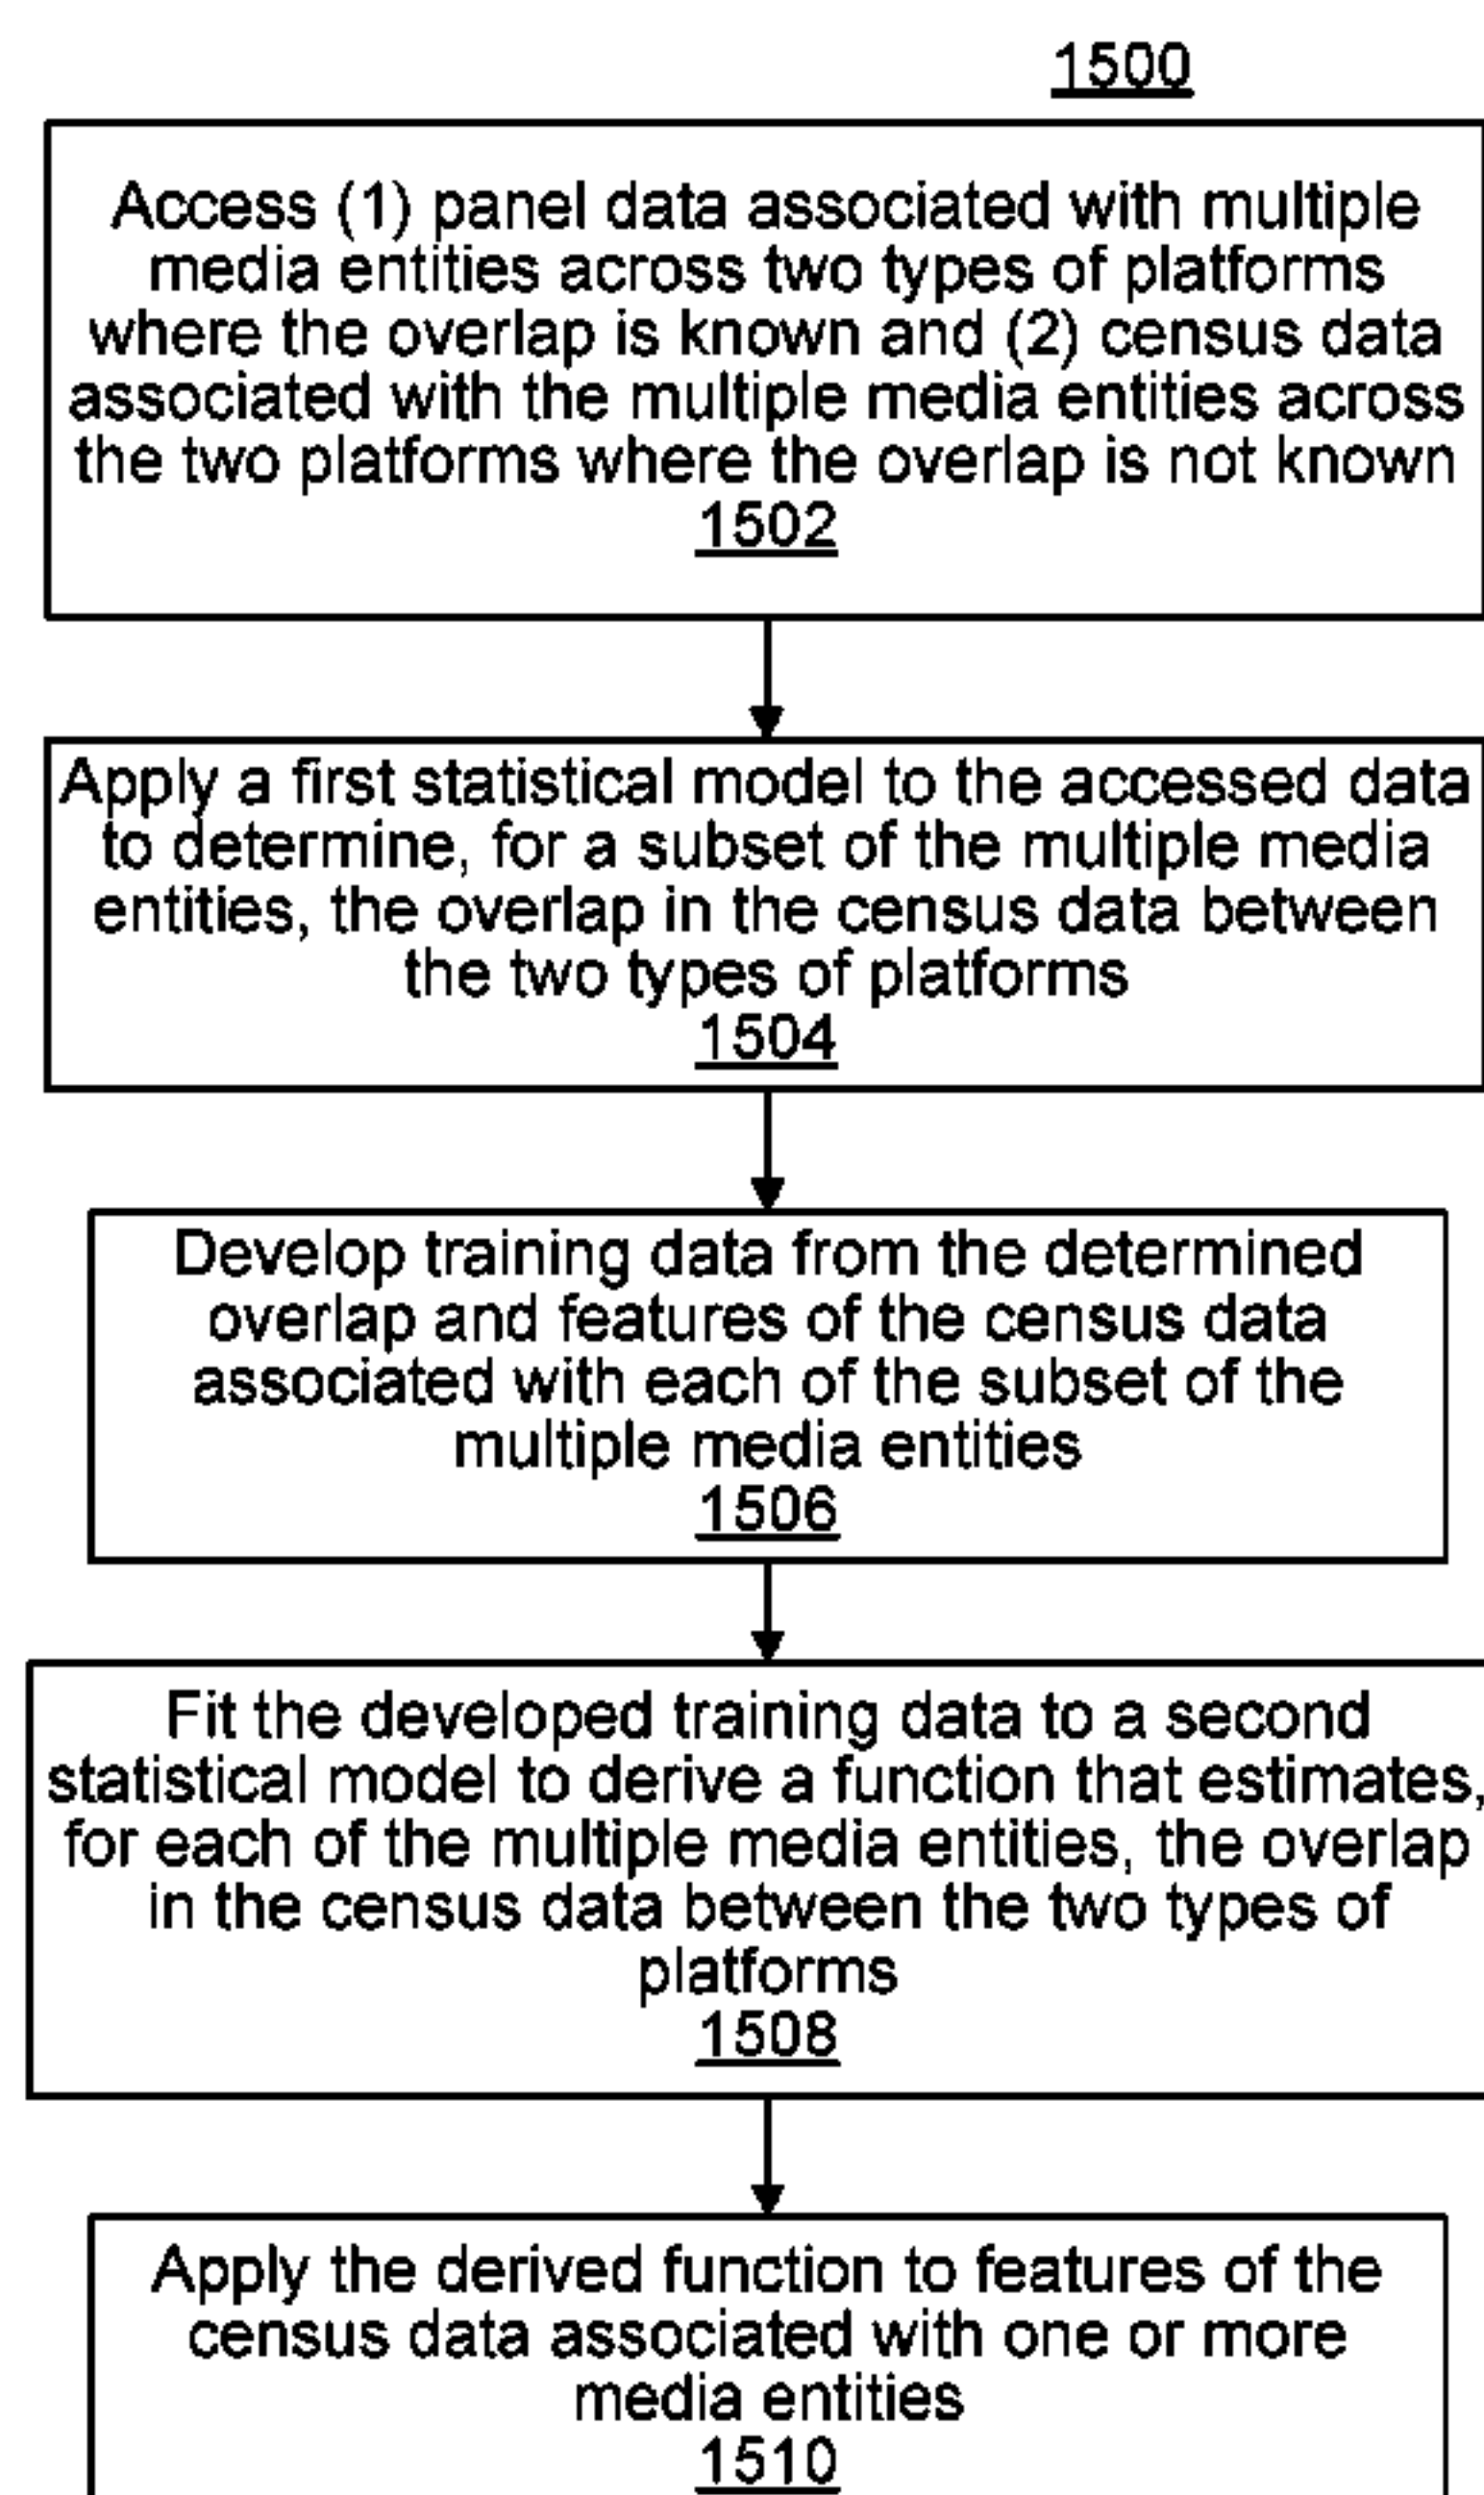 1500
Access (1) panel data associated with multiple
media entities across two types of platforms
where the overlap is known and (2) census data
associated with the multiple media entities across
the two platforms where the overlap is not known
1502
Apply a first statistical model to the accessed data
to determine, for a subset of the multiple media
entities, the overlap in the census data between
the two types of platforms
1504
Develop training data from the determined
overlap and features of the census data
associated with each of the subset of the
multiple media entities
1506
Fit the developed training data to a second
statistical model to derive a function that estimates,
for each of the multiple media entities, the overlap
in the census data between the two types of
platforms
1508
Apply the derived function to features of the
census data associated with one or more
media entities
1510